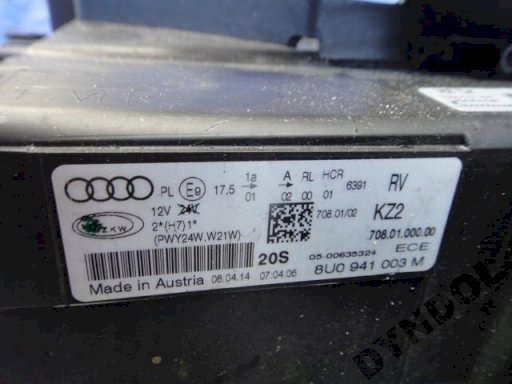 PL E9 17,5 1a 01 A 02 RL 00 HCR 01 6391 RV
12V 24V 708.01/02 KZ2
ZKW 2*(H7)1* 708.01.000.00
(PWY24W,W21W)
20S 05-00635324 ECE
Made in Austria 08.04.14 07.04.06 8U0 941 003 M
DYNDOL